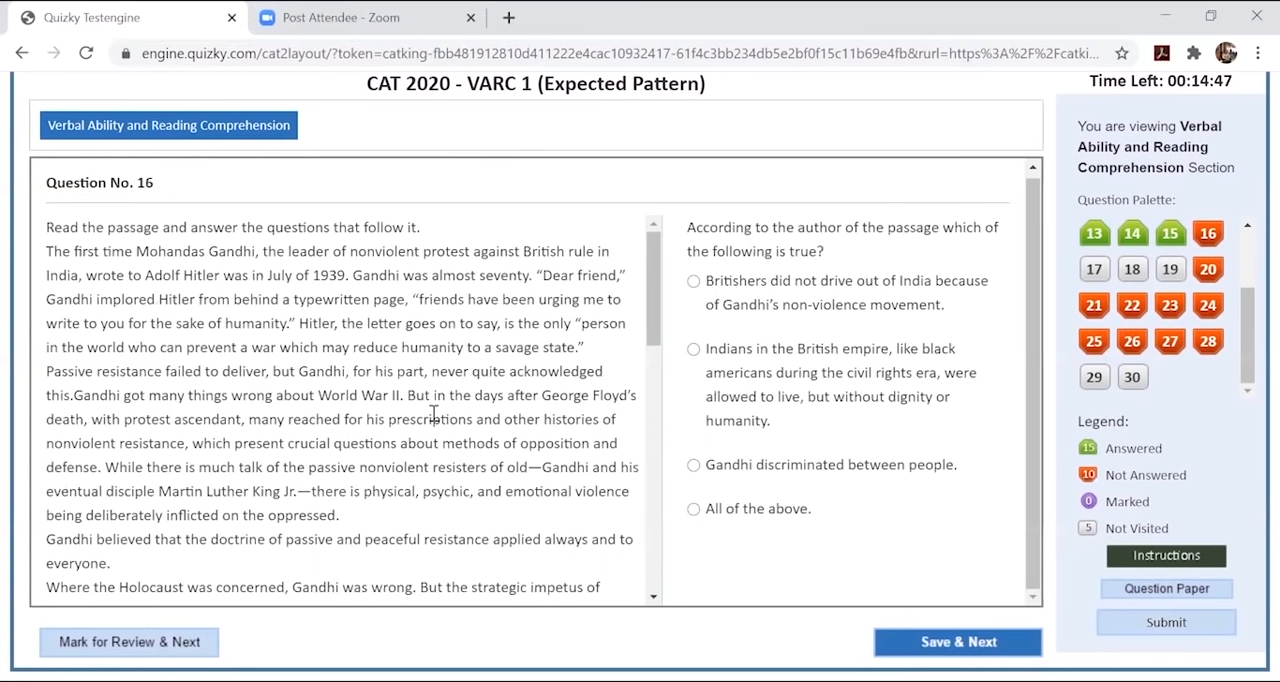 Quizky Testengine
Post Attendee - Zoom
engine.quizky.com/cat2layout/?token=catking-fbb481912810d411222e4cac10932417-61f4c3bb234db5e2bf0f15c11b69e4fb&rurl=https%3A%2F%2Fcatki...
CAT 2020 - VARC 1 (Expected Pattern)
Time Left: 00:14:47
Verbal Ability and Reading Comprehension
Question No. 16
Read the passage and answer the questions that follow it.
The first time Mohandas Gandhi, the leader of nonviolent protest against British rule in
India, wrote to Adolf Hitler was in July of 1939. Gandhi was almost seventy. “Dear friend,”
Gandhi implored Hitler from behind a typewritten page, “friends have been urging me to
write to you for the sake of humanity.” Hitler, the letter goes on to say, is the only “person
in the world who can prevent a war which may reduce humanity to a savage state.”
Passive resistance failed to deliver, but Gandhi, for his part, never quite acknowledged
this.Gandhi got many things wrong about World War II. But in the days after George Floyd’s
death, with protest ascendant, many reached for his prescriptions and other histories of
nonviolent resistance, which present crucial questions about methods of opposition and
defense. While there is much talk of the passive nonviolent resisters of old—Gandhi and his
eventual disciple Martin Luther King Jr.—there is physical, psychic, and emotional violence
being deliberately inflicted on the oppressed.
Gandhi believed that the doctrine of passive and peaceful resistance applied always and to
everyone.
Where the Holocaust was concerned, Gandhi was wrong. But the strategic impetus of
According to the author of the passage which of
the following is true?
Britishers did not drive out of India because
of Gandhi’s non-violence movement.
Indians in the British empire, like black
americans during the civil rights era, were
allowed to live, but without dignity or
humanity.
Gandhi discriminated between people.
All of the above.
Mark for Review & Next
Save & Next
You are viewing Verbal
Ability and Reading
Comprehension Section
Question Palette:
13 14 15 16
17 18 19 20
21 22 23 24
25 26 27 28
29 30
Legend:
15 Answered
10 Not Answered
0 Marked
5 Not Visited
Instructions
Question Paper
Submit